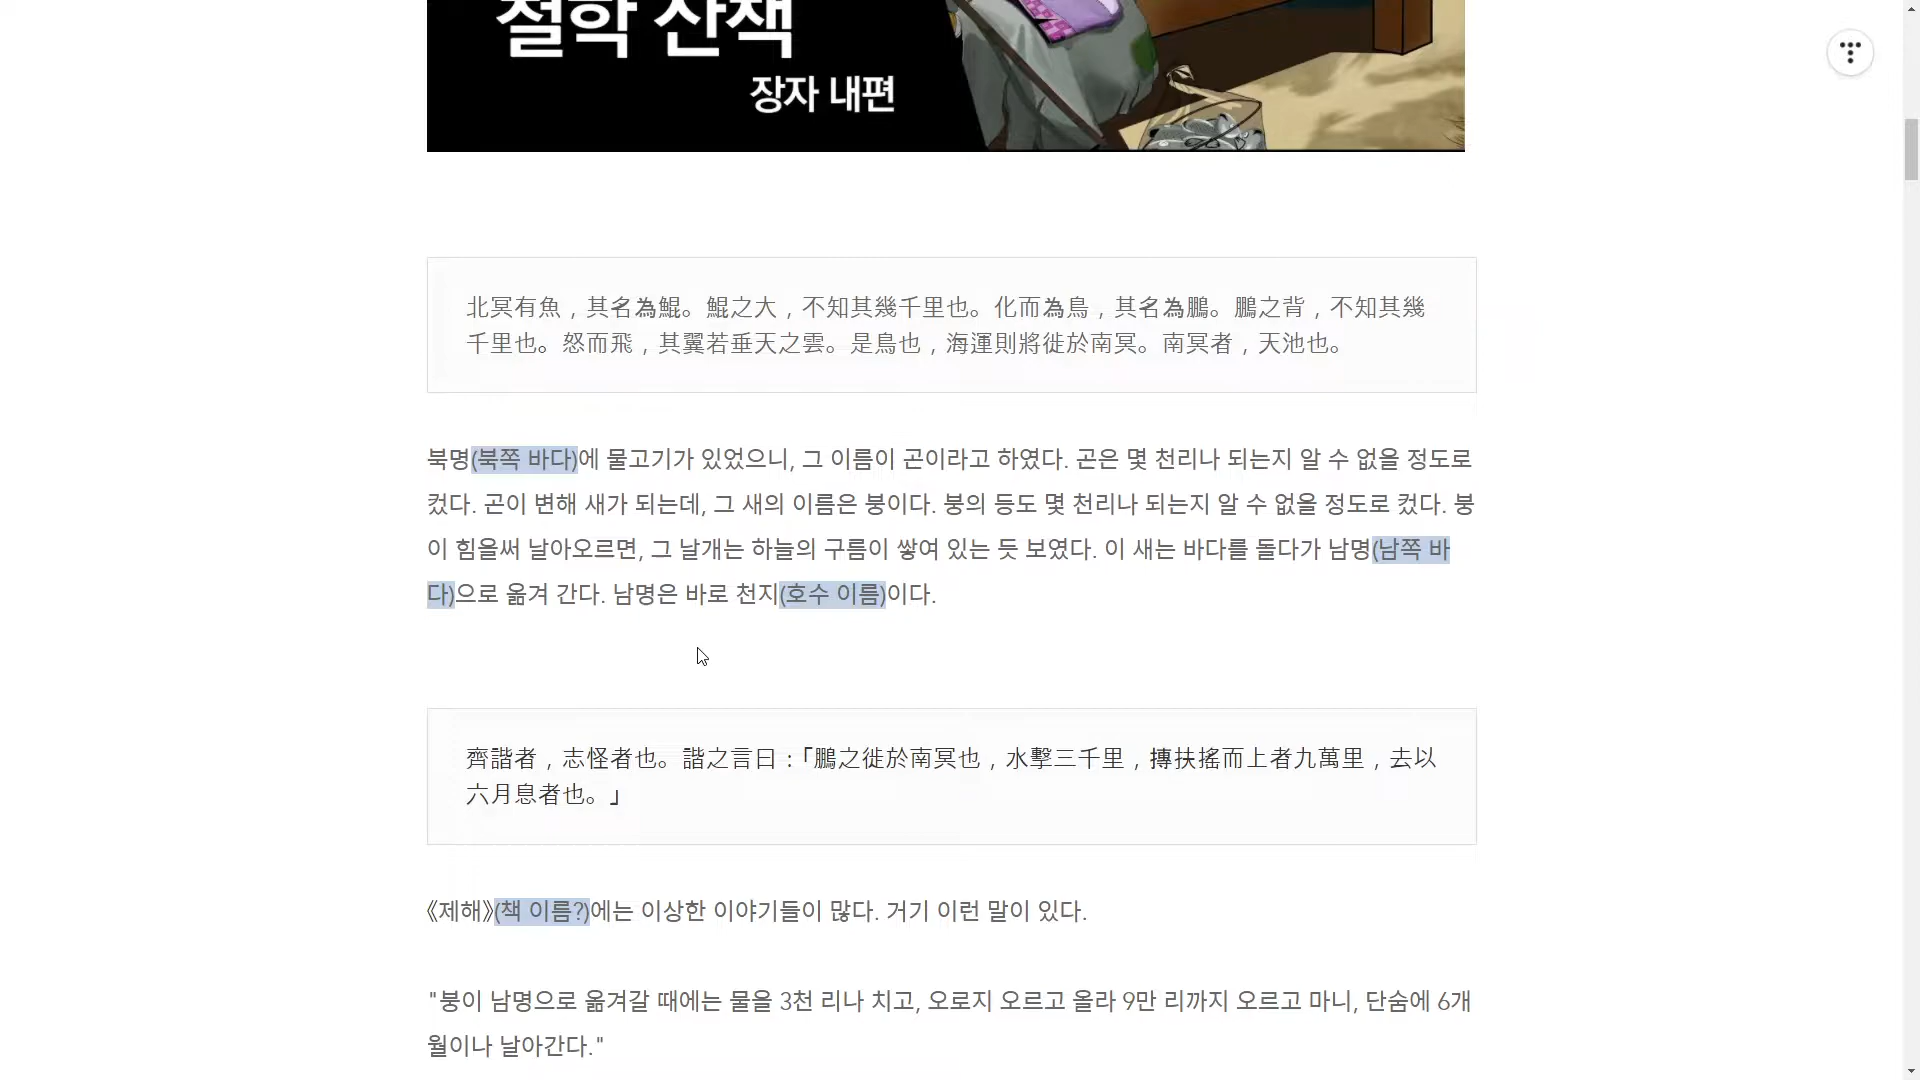 철학 산책
장자 내편
北冥有魚，其名為鯤。鯤之大，不知其幾千里也。化而為鳥，其名為鵬。鵬之背，不知其幾
千里也。怒而飛，其翼若垂天之雲。是鳥也，海運則將徙於南冥。南冥者，天池也。
북명(북쪽 바다)에 물고기가 있었으니, 그 이름이 곤이라고 하였다. 곤은 몇 천리나 되는지 알 수 없을 정도로
컸다. 곤이 변해 새가 되는데, 그 새의 이름은 붕이다. 붕의 등도 몇 천리나 되는지 알 수 없을 정도로 컸다. 붕
이 힘을써 날아오르면, 그 날개는 하늘의 구름이 쌓여 있는 듯 보였다. 이 새는 바다를 돌다가 남명(남쪽 바
다)으로 옮겨 간다. 남명은 바로 천지(호수 이름)이다.
齊諧者，志怪者也。諧之言曰：「鵬之徙於南冥也，水擊三千里，摶扶搖而上者九萬里，去以
六月息者也。」
《제해》(책 이름?)에는 이상한 이야기들이 많다. 거기 이런 말이 있다.
"붕이 남명으로 옮겨갈 때에는 물을 3천 리나 치고, 오로지 오르고 올라 9만 리까지 오르고 마니, 단숨에 6개
월이나 날아간다."